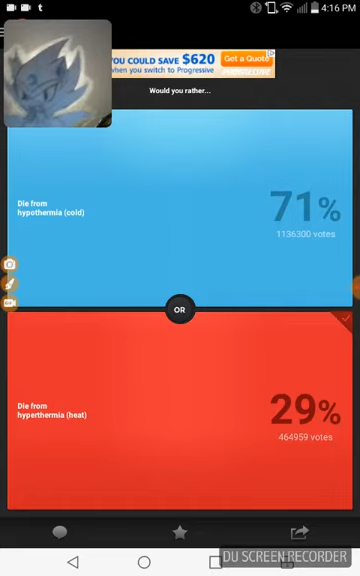 t
4:16 PM
YOU COULD SAVE $620
when you switch to Progressive
Get a Quote
PROGRESSIVE
Would you rather...
Die from
hypothermia (cold)
71%
1136300 votes
OR
Die from
hyperthermia (heat)
29%
464959 votes
DU SCREEN RECORDER